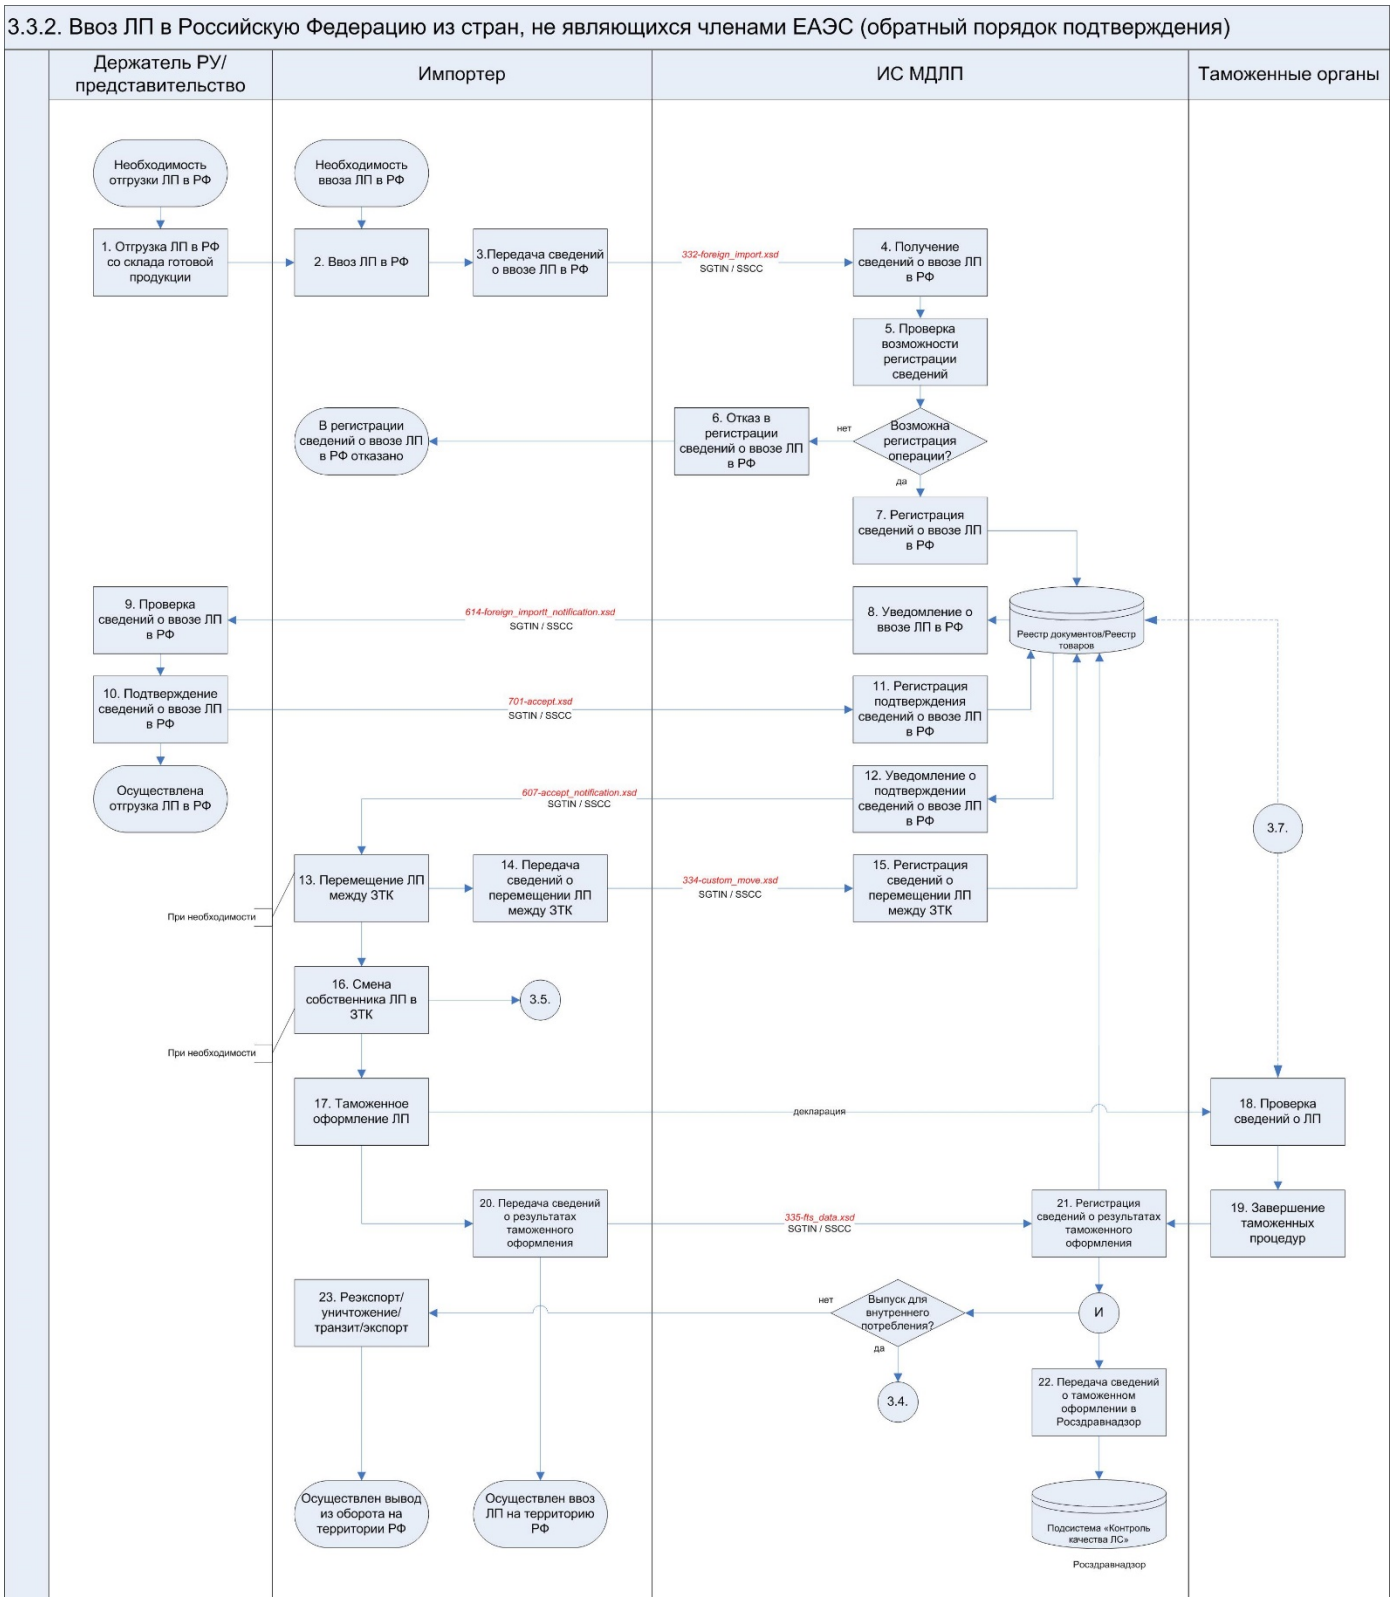 3.3.2. Ввоз ЛП в Российскую Федерацию из стран, не являющихся членами ЕАЭС (обратный порядок подтверждения)
Держатель РУ/
представительство
Импортер
ИС МДЛП
Таможенные органы
Необходимость
отгрузки ЛП в РФ
Необходимость
ввоза ЛП в РФ
1. Отгрузка ЛП в РФ
со склада готовой
продукции
2. Ввоз ЛП в РФ
3.Передача сведений
о ввозе ЛП в РФ
332-foreign_import.xsd
SGTIN / SSCC
4. Получение
сведений о ввозе ЛП
в РФ
5. Проверка
возможности
регистрации
сведений
В регистрации
сведений о ввозе ЛП
в РФ отказано
6. Отказ в
регистрации
сведений о ввозе ЛП
в РФ
нет
Возможна
регистрация
операции?
да
7. Регистрация
сведений о ввозе ЛП
в РФ
9. Проверка
сведений о ввозе ЛП
в РФ
614-foreign_importt_notification.xsd
SGTIN / SSCC
8. Уведомление о
ввозе ЛП в РФ
Реестр документов/Реестр
товаров
10. Подтверждение
сведений о ввозе ЛП
в РФ
701-accept.xsd
SGTIN / SSCC
11. Регистрация
подтверждения
сведений о ввозе ЛП
в РФ
Осуществлена
отгрузка ЛП в РФ
607-accept_notification.xsd
SGTIN / SSCC
12. Уведомление о
подтверждении
сведений о ввозе ЛП
в РФ
3.7.
13. Перемещение ЛП
между ЗТК
14. Передача
сведений о
перемещении ЛП
между ЗТК
334-custom_move.xsd
SGTIN / SSCC
15. Регистрация
сведений о
перемещении ЛП
между ЗТК
При необходимости
16. Смена
собственника ЛП в
ЗТК
3.5.
При необходимости
17. Таможенное
оформление ЛП
декларация
18. Проверка
сведений о ЛП
20. Передача сведений
о результатах
таможенного
оформления
335-fts_data.xsd
SGTIN / SSCC
21. Регистрация
сведений о результатах
таможенного
оформления
19. Завершение
таможенных
процедур
23. Реэкспорт/
уничтожение/
транзит/экспорт
нет
Выпуск для
внутреннего
потребления?
да
И
3.4.
22. Передача сведений
о таможенном
оформлении в
Росздравнадзор
Осуществлен вывод
из оборота на
территории РФ
Осуществлен ввоз
ЛП на территорию
РФ
Подсистема «Контроль
качества ЛС»
Росздравнадзор